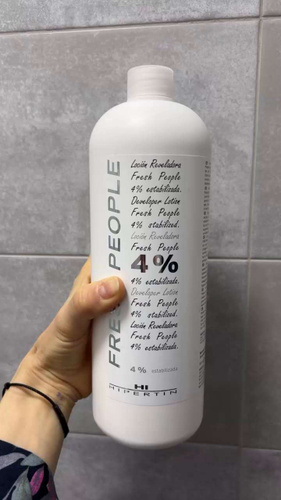 FRESH PEOPLE
Loción Reveladora
Fresh People
4% estabilizada.
Developer Lotion
Fresh People
4% stabilized.
Loción Reveladora
Fresh People
4%
4% estabilizada.
Developer Lotion
Fresh People
4% stabilized.
Loción Reveladora
Fresh People
4% estabilizada.
4% estabilizada
HI
HIPERTIN